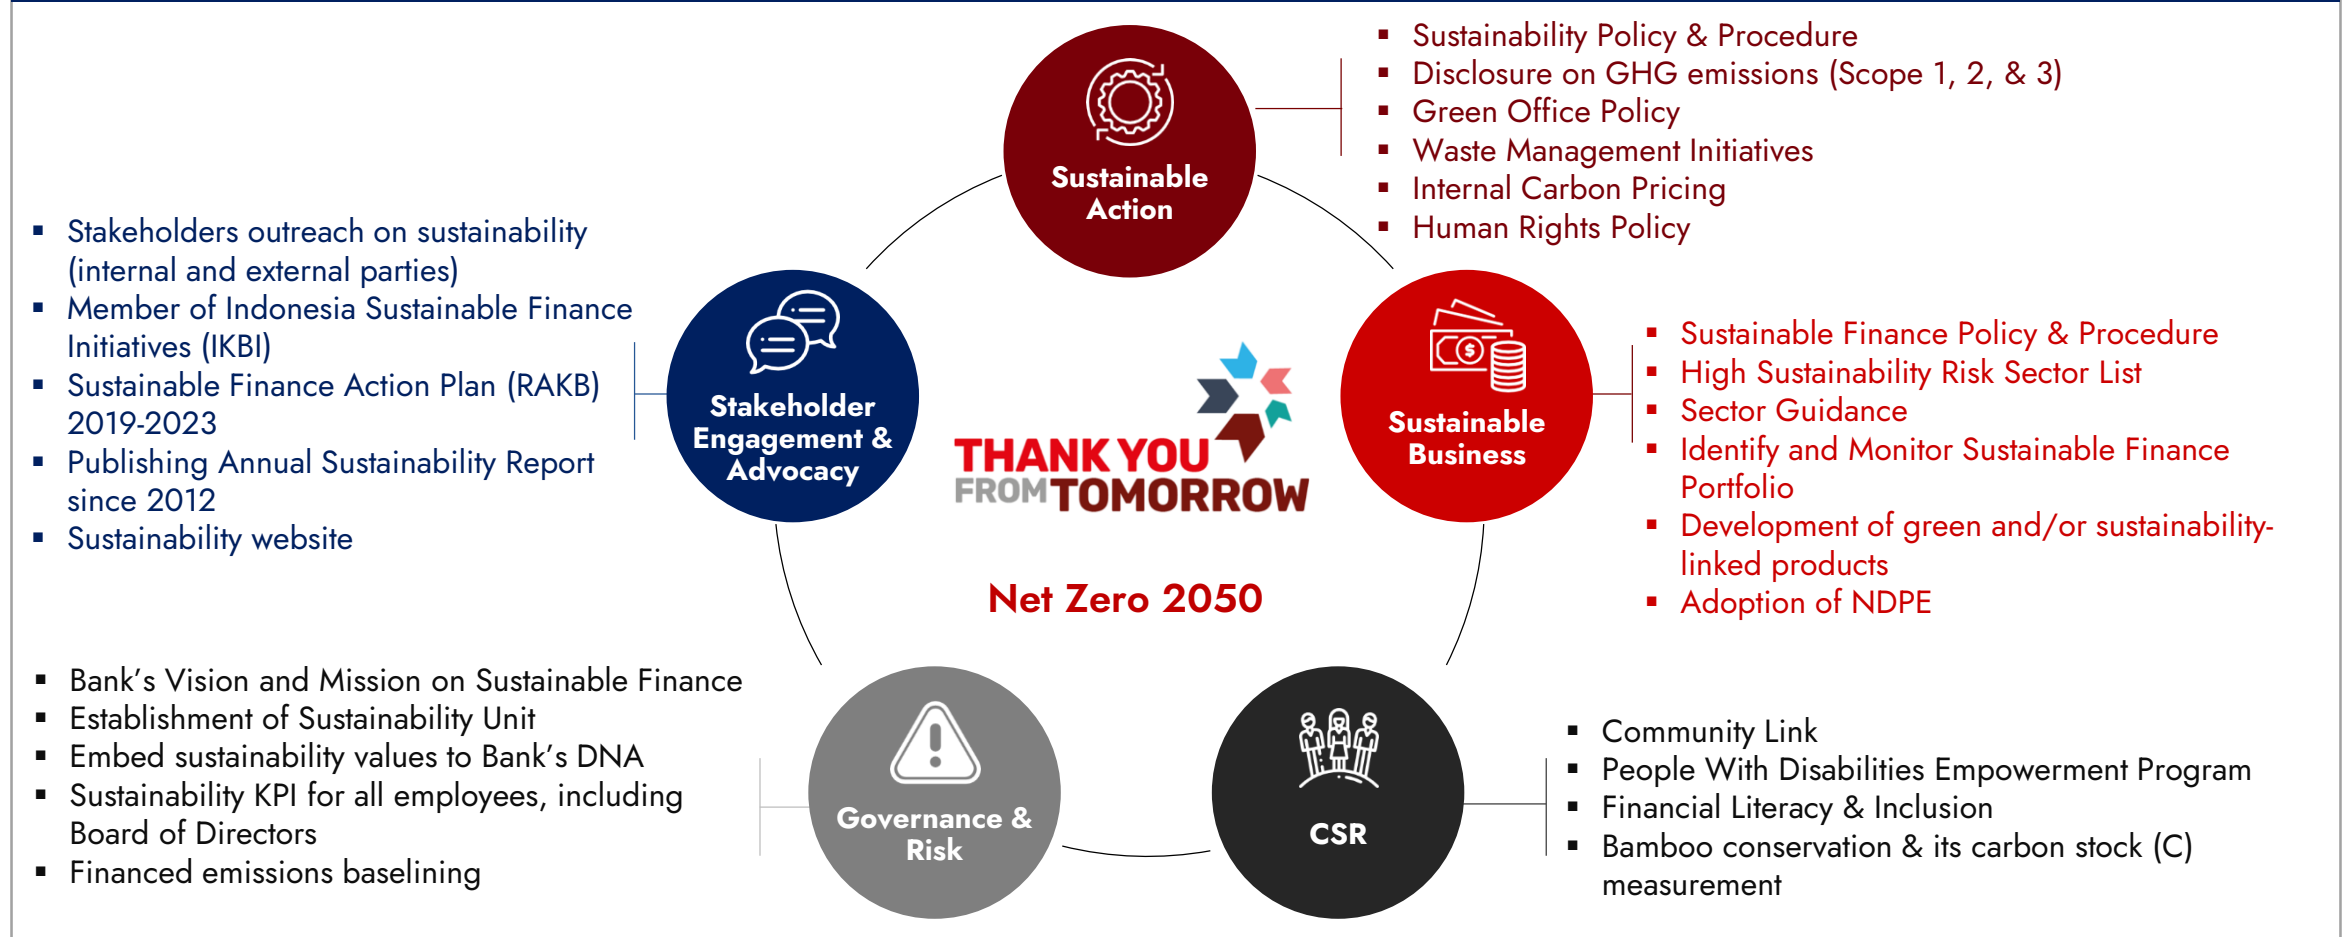 Sustainable
Action
▪ Sustainability Policy & Procedure
▪ Disclosure on GHG emissions (Scope 1, 2, & 3)
▪ Green Office Policy
▪ Waste Management Initiatives
▪ Internal Carbon Pricing
▪ Human Rights Policy
▪ Stakeholders outreach on sustainability
(internal and external parties)
▪ Member of Indonesia Sustainable Finance
Initiatives (IKBI)
▪ Sustainable Finance Action Plan (RAKB)
2019-2023
▪ Publishing Annual Sustainability Report
since 2012
▪ Sustainability website
Stakeholder
Engagement &
Advocacy
THANK YOU
FROM TOMORROW
Net Zero 2050
Sustainable
Business
▪ Sustainable Finance Policy & Procedure
▪ High Sustainability Risk Sector List
▪ Sector Guidance
▪ Identify and Monitor Sustainable Finance
Portfolio
▪ Development of green and/or sustainability-
linked products
▪ Adoption of NDPE
▪ Bank’s Vision and Mission on Sustainable Finance
▪ Establishment of Sustainability Unit
▪ Embed sustainability values to Bank’s DNA
▪ Sustainability KPI for all employees, including
Board of Directors
▪ Financed emissions baselining
Governance &
Risk
CSR
▪ Community Link
▪ People With Disabilities Empowerment Program
▪ Financial Literacy & Inclusion
▪ Bamboo conservation & its carbon stock (C)
measurement